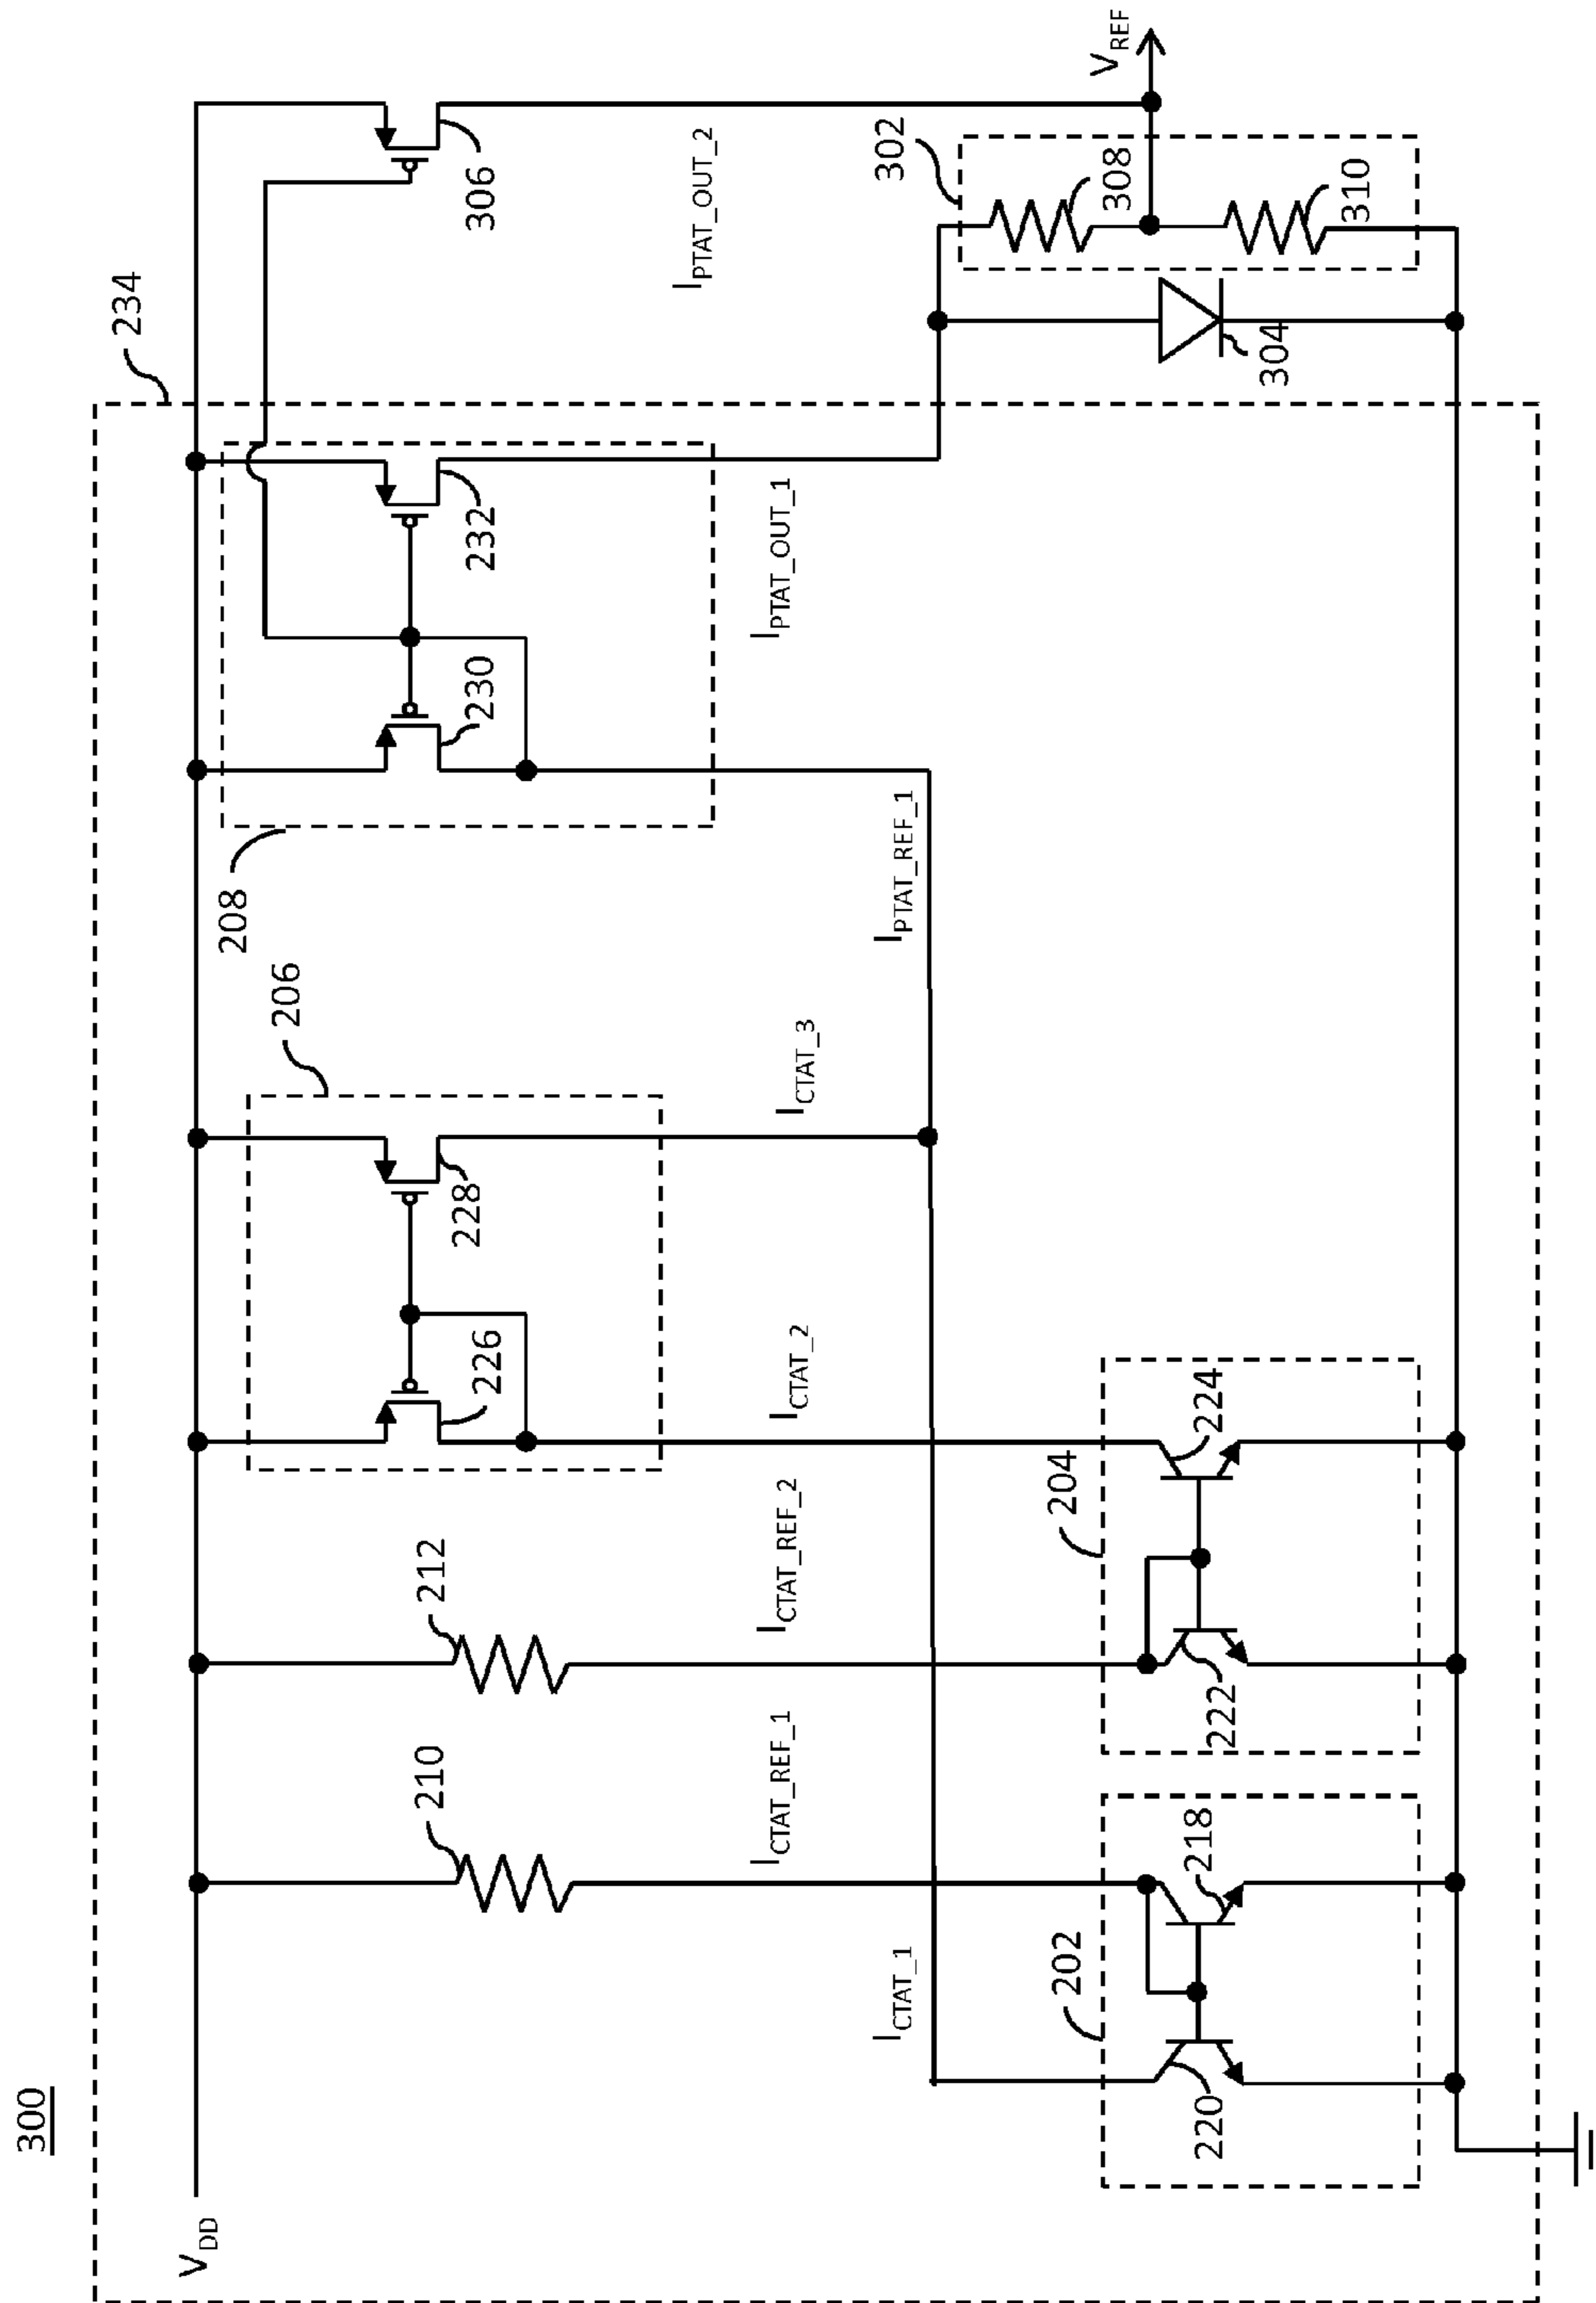 300
V_DD
234
206
208
210
212
226
228
230
232
306
I_CTAT_1
I_CTAT_REF_1
I_CTAT_REF_2
I_CTAT_2
I_CTAT_3
I_PTAT_REF_1
I_PTAT_OUT_1
I_PTAT_OUT_2
202
204
220
218
222
224
304
302
308
310
V_REF